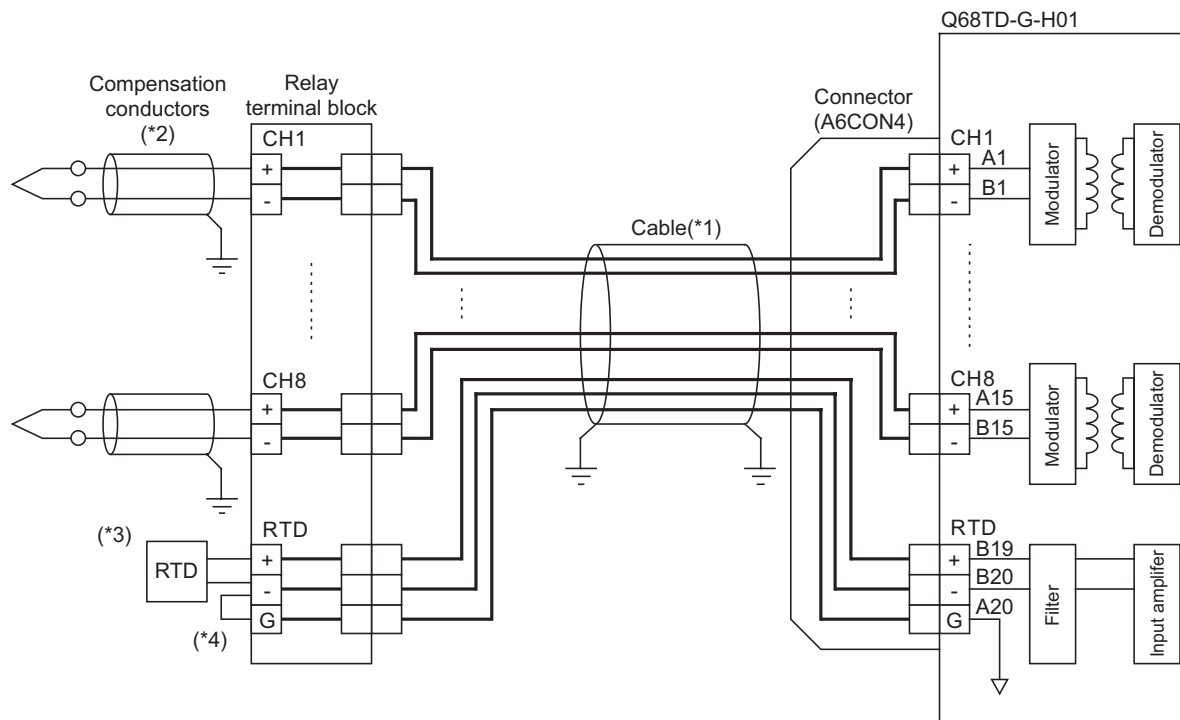 Q68TD-G-H01
Compensation
conductors
(*2)
Relay
terminal block
Connector
(A6CON4)
CH1
+
-
CH1
+
-
A1
B1
Modulator
Demodulator
Cable(*1)
CH8
+
-
CH8
+
-
A15
B15
Modulator
Demodulator
(*3)
RTD
(*4)
RTD
+
-
G
RTD
+
-
G
B19
B20
A20
Filter
Input amplifer